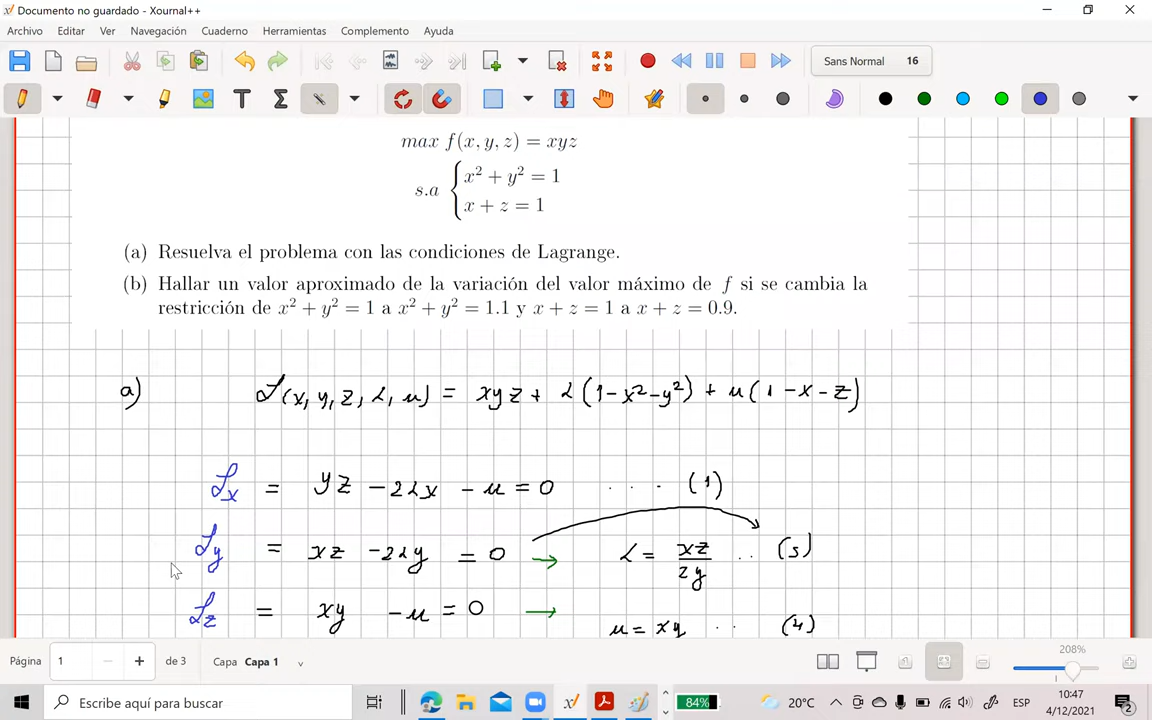 Documento no guardado - Xournal++
Archivo Editar Ver Navegación Cuaderno Herramientas Complemento Ayuda
Sans Normal 16
max f(x, y, z) = xyz
s.a { x² + y² = 1
x + z = 1
(a) Resuelva el problema con las condiciones de Lagrange.
(b) Hallar un valor aproximado de la variación del valor máximo de f si se cambia la
restricción de x² + y² = 1 a x² + y² = 1.1 y x + z = 1 a x + z = 0.9.
a) ℒ(x, y, z, λ, μ) = xyz + λ(1-x²-y²) + μ(1-x-z)
ℒx = yz - 2λx - μ = 0 .... (1)
ℒy = xz - 2λy = 0 → λ = xz/2y .. (5)
ℒz = xy - μ = 0 → μ = xy .. (4)
Página 1 de 3 Capa Capa 1 208%
Escribe aquí para buscar 84% 20°C ESP 10:47 4/12/2021 2